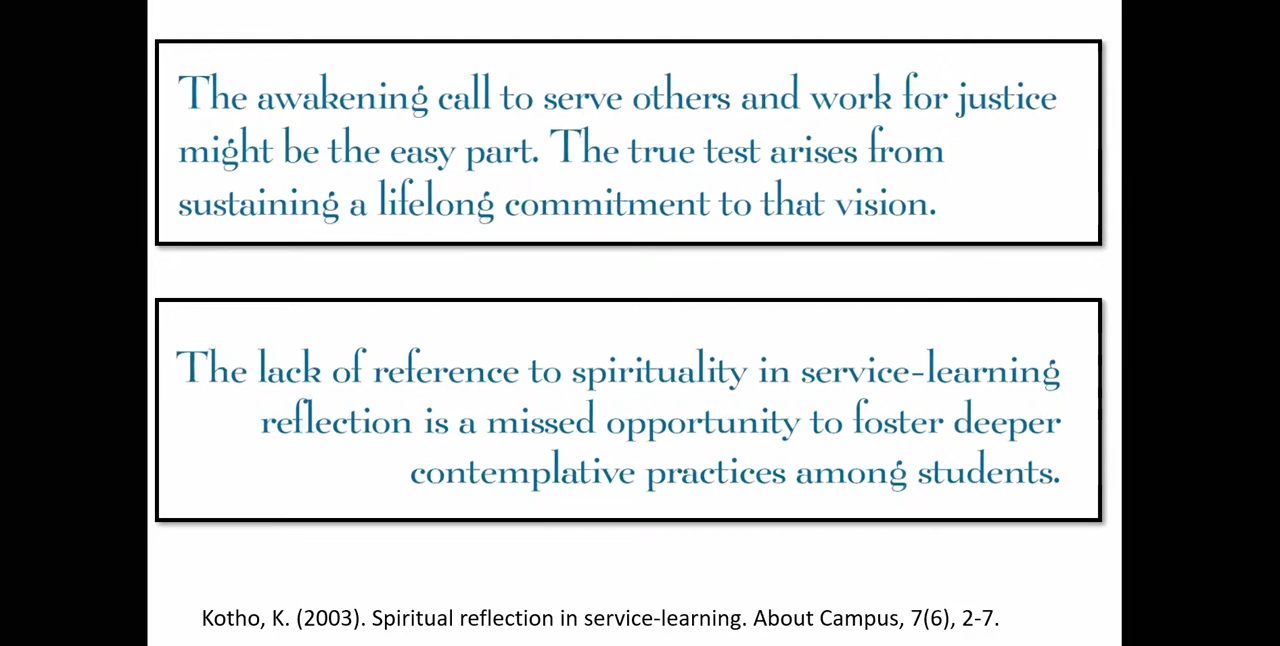 The awakening call to serve others and work for justice
might be the easy part. The true test arises from
sustaining a lifelong commitment to that vision.
The lack of reference to spirituality in service-learning
reflection is a missed opportunity to foster deeper
contemplative practices among students.
Kotho, K. (2003). Spiritual reflection in service-learning. About Campus, 7(6), 2-7.